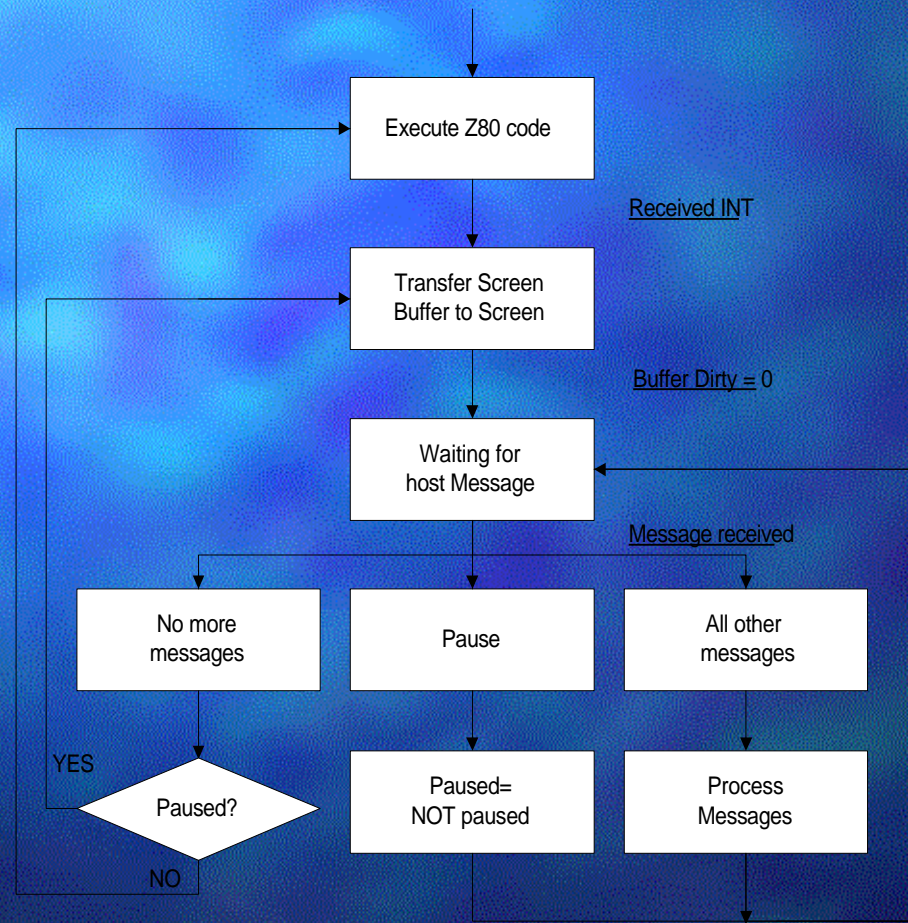 Execute Z80 code
Received INT
Transfer Screen
Buffer to Screen
Buffer Dirty = 0
Waiting for
host Message
Message received
No more
messages
Pause
All other
messages
YES
Paused?
Paused=
NOT paused
Process
Messages
NO